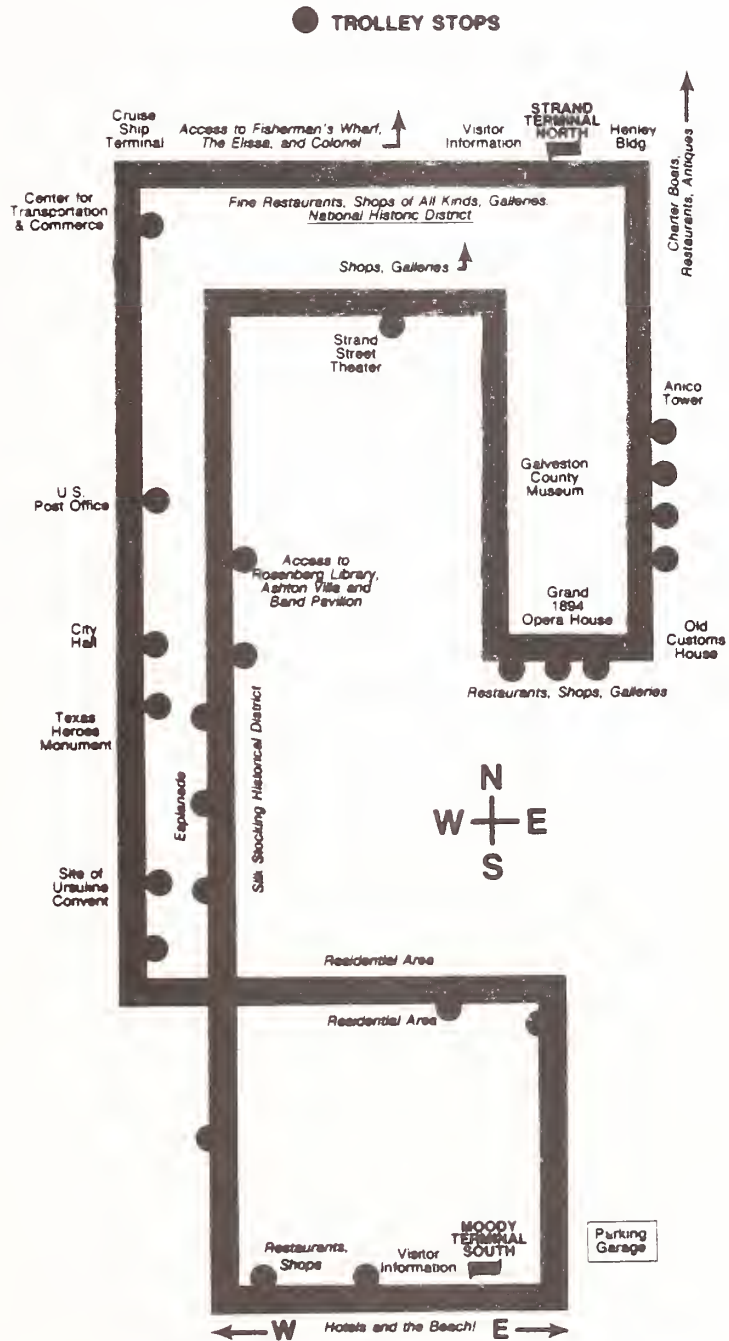 TROLLEY STOPS
Cruise
Ship
Terminal
Access to Fisherman's Wharf,
The Elissa, and Colonel
Visitor
Information
STRAND
TERMINAL
NORTH
Henley
Bldg.
Charter Boats,
Restaurants, Antiques
Center for
Transportation
& Commerce
Fine Restaurants, Shops of All Kinds, Galleries.
National Historic District
Shops, Galleries
Strand
Street
Theater
Anico
Tower
Galveston
County
Museum
U.S.
Post Office
Access to
Rosenberg Library,
Ashton Villa and
Band Pavilion
Grand
1894
Opera House
Old
Customs
House
City
Hall
Restaurants, Shops, Galleries
Texas
Heroes
Monument
Esplanade
Silk Stocking Historical District
N
W E
S
Site of
Ursuline
Convent
Residential Area
Residential Area
MOODY
TERMINAL
SOUTH
Parking
Garage
Restaurants,
Shops
Visitor
Information
W Hotels and the Beach! E